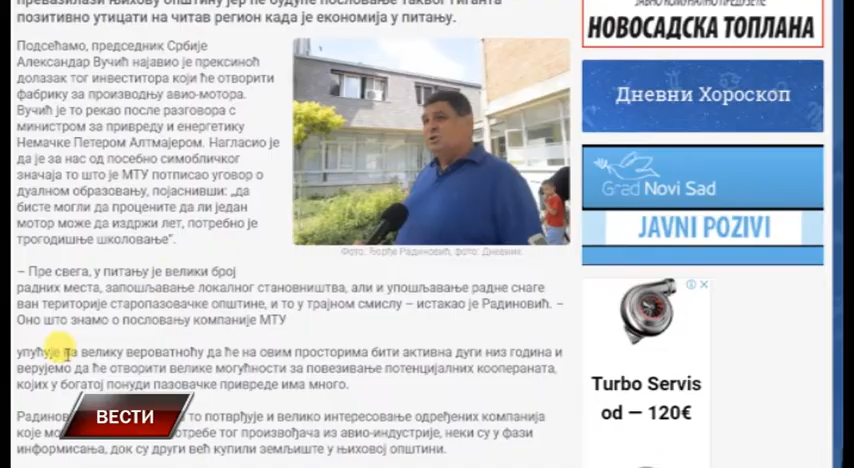 превазилази њихову општину јер ће будуће пословање таквог гиганта
позитивно утицати на читав регион када је економија у питању.
Подсећамо, председник Србије
Александар Вучић најавио је прексиноћ
долазак тог инвеститора који ће отворити
фабрику за производњу авио-мотора.
Вучић је то рекао после разговора с
министром за привреду и енергетику
Немачке Петером Алтмајером. Нагласио је
да је за нас од посебно симобличког
значаја то што је МТУ потписао уговор о
дуалном образовању, појаснивши: „да
бисте могли да процените да ли један
мотор може да издржи лет, потребно је
трогодишње школовање”.
Фото: Ђорђе Радиновић, фото: Дневник
– Пре свега, у питању је велики број
радних места, запошљавање локалног становништва, али и упошљавање радне снаге
ван територије старопазовачке општине, и то у трајном смислу – истакао је Радиновић. –
Оно што знамо о пословању компаније МТУ
упућује на велику вероватноћу да ће на овим просторима бити активна дуги низ година и
верујемо да ће отворити велике могућности за повезивање потенцијалних коопераната,
којих у богатој понуди пазовачке привреде има много.
Радинов то потврђује и велико интересовање одређених компанија
које мо отребе тог произвођача из авио-индустрије, неки су у фази
информисања, док су други већ купили земљиште у њиховој општини.
ВЕСТИ
ЈАВНО КОМУНАЛНО ПРЕДУЗЕЋЕ
НОВОСАДСКА ТОПЛАНА
Дневни Хороскоп
Grad Novi Sad
JAVNI POZIVI
Turbo Servis
od — 120€